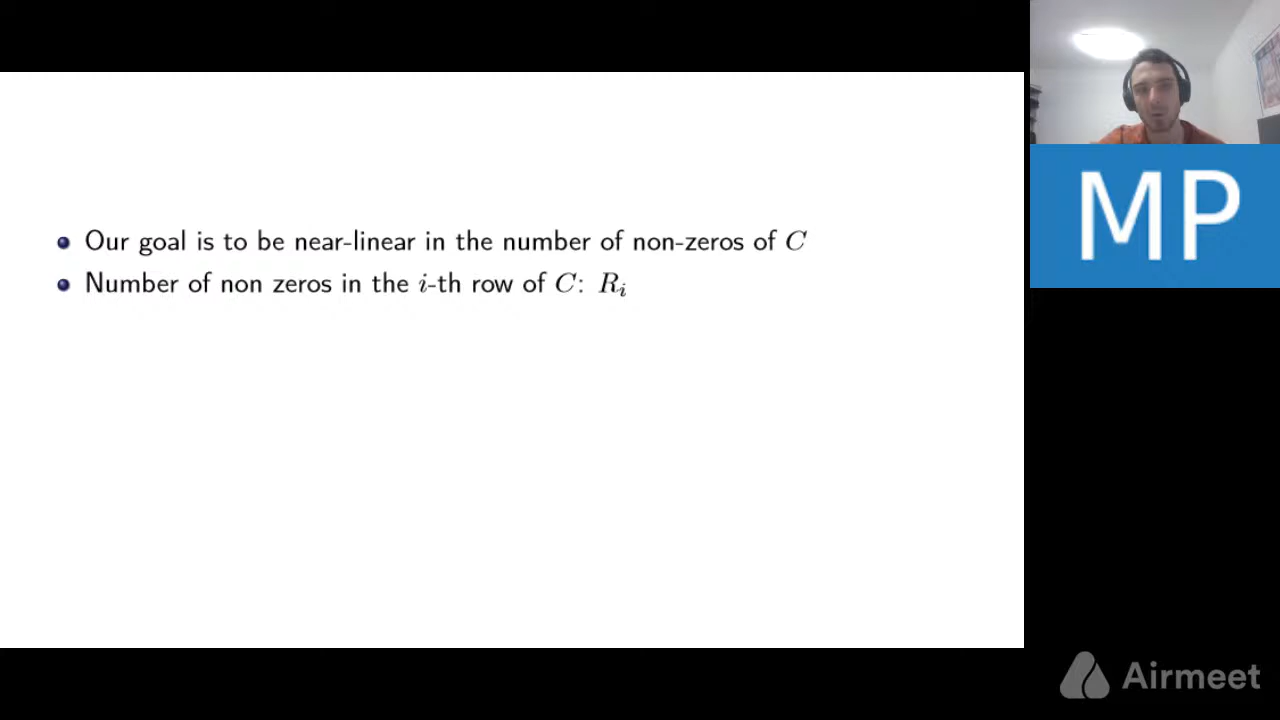 Our goal is to be near-linear in the number of non-zeros of C
Number of non zeros in the i-th row of C: R_i
MP
Airmeet